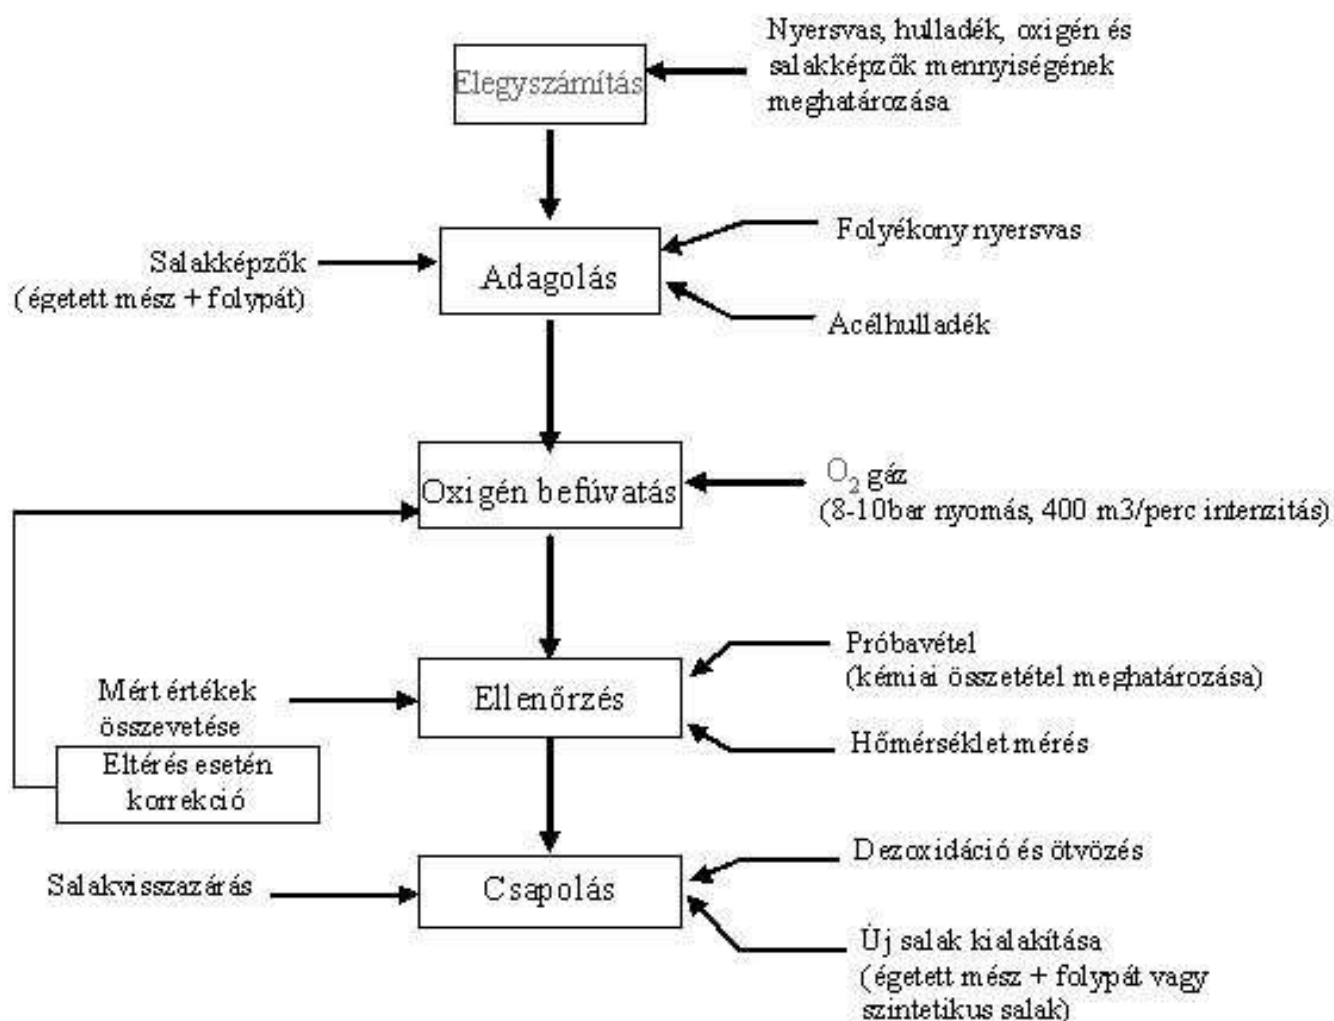 Nyersvas, hulladék, oxigén és
salakképzők mennyiségének
meghatározása
Elegyszámítás
Folyékony nyersvas
Salakképzők
(égetett mész + folypát)
Adagolás
Acélhulladék
Oxigén befúvatás
O₂ gáz
(8-10bar nyomás, 400 m3/perc intenzitás)
Próbavétel
(kémiai összetétel meghatározása)
Mért értékek
összevetése
Ellenőrzés
Hőmérséklet mérés
Eltérés esetén
korrekció
Dezoxidáció és ötvözés
Salakvisszazárás
Csapolás
Új salak kialakítása
(égetett mész + folypát vagy
szintetikus salak)